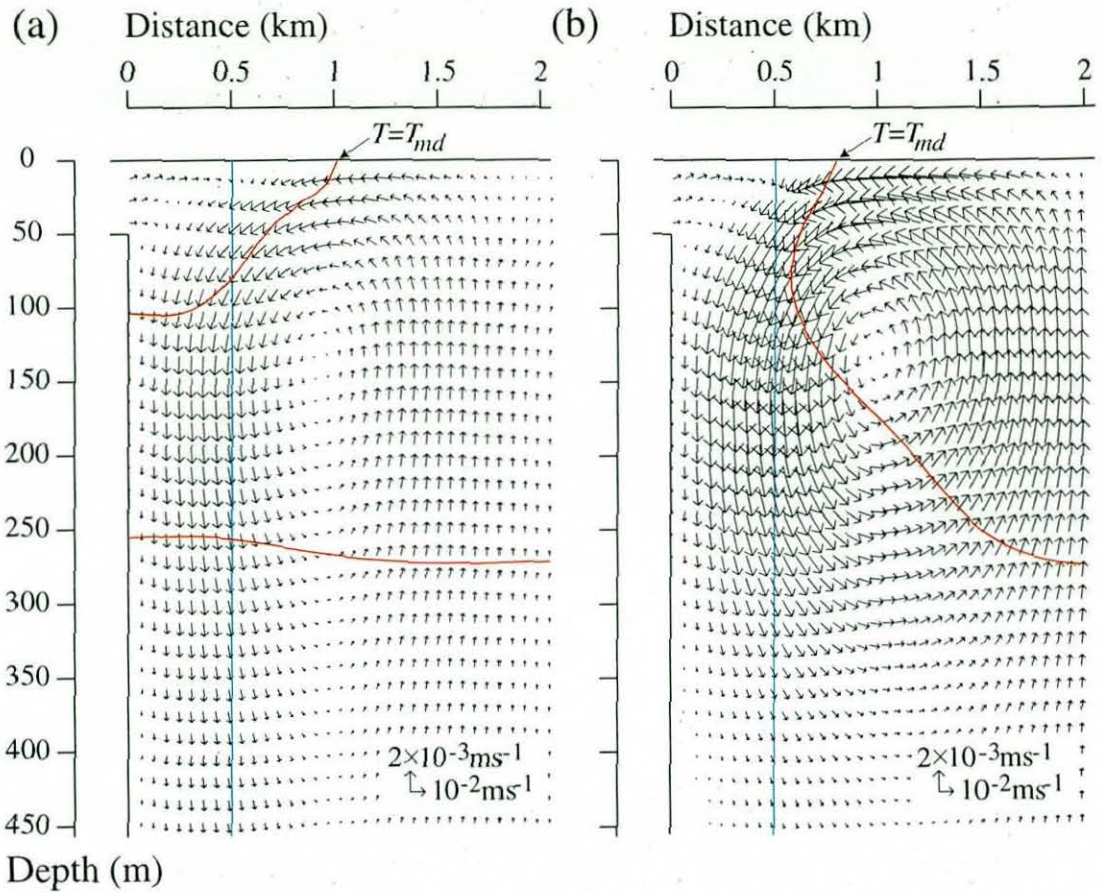 (a) Distance (km) (b) Distance (km)
0 0.5 1 1.5 2 0 0.5 1 1.5 2
T=Tmd T=Tmd
0
50
100
150
200
250
300
350
400
450
2×10-3ms-1 2×10-3ms-1
10-2ms-1 10-2ms-1
Depth (m)